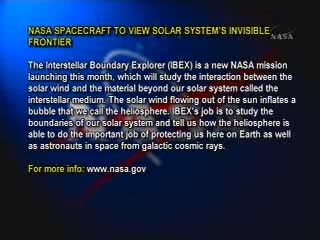 NASA SPACECRAFT TO VIEW SOLAR SYSTEM'S INVISIBLE
FRONTIER
NASA
The Interstellar Boundary Explorer (IBEX) is a new NASA mission
launching this month, which will study the interaction between the
solar wind and the material beyond our solar system called the
interstellar medium. The solar wind flowing out of the sun inflates a
bubble that we call the heliosphere. IBEX's job is to study the
boundaries of our solar system and tell us how the heliosphere is
able to do the important job of protecting us here on Earth as well
as astronauts in space from galactic cosmic rays.
For more info: www.nasa.gov